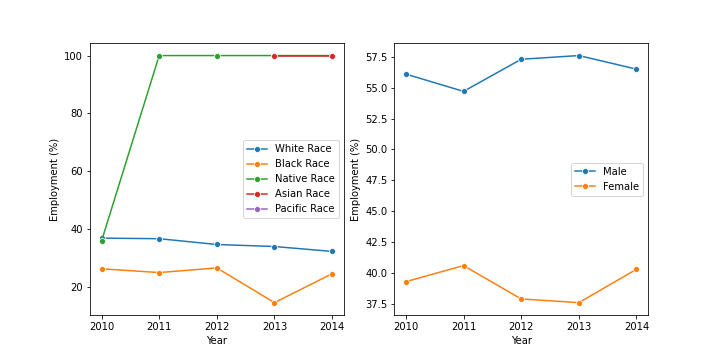 100
80
60
40
20
Employment (%)
2010 2011 2012 2013 2014
Year
White Race
Black Race
Native Race
Asian Race
Pacific Race
57.5
55.0
52.5
50.0
47.5
45.0
42.5
40.0
37.5
Employment (%)
2010 2011 2012 2013 2014
Year
Male
Female